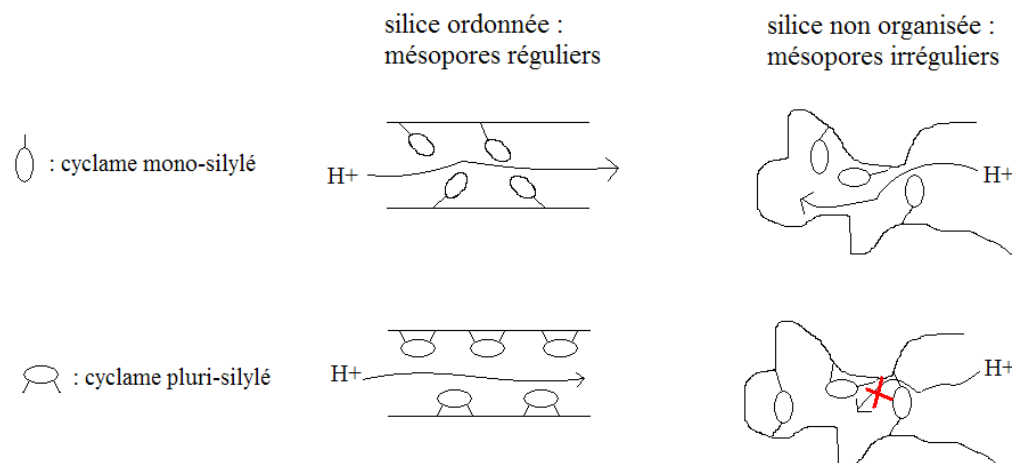 silice ordonnée :
mésopores réguliers
silice non organisée :
mésopores irréguliers
: cyclame mono-silylé
H+
H+
: cyclame pluri-silylé
H+
H+